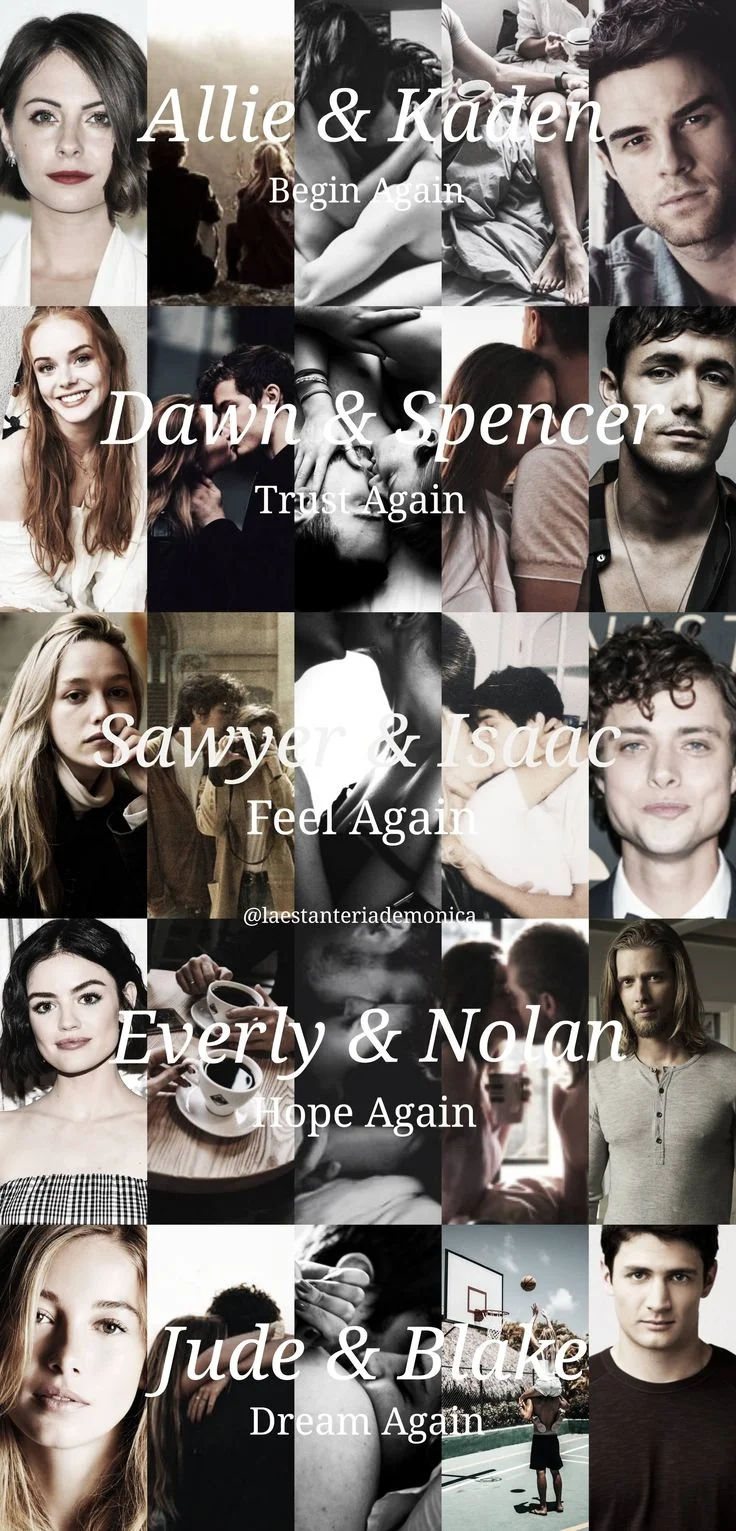 Allie & Kaden
Begin Again
Dawn & Spencer
Trust Again
Sawyer & Isaac
Feel Again
@laestanteriademonica
Everly & Nolan
Hope Again
Jude & Blake
Dream Again